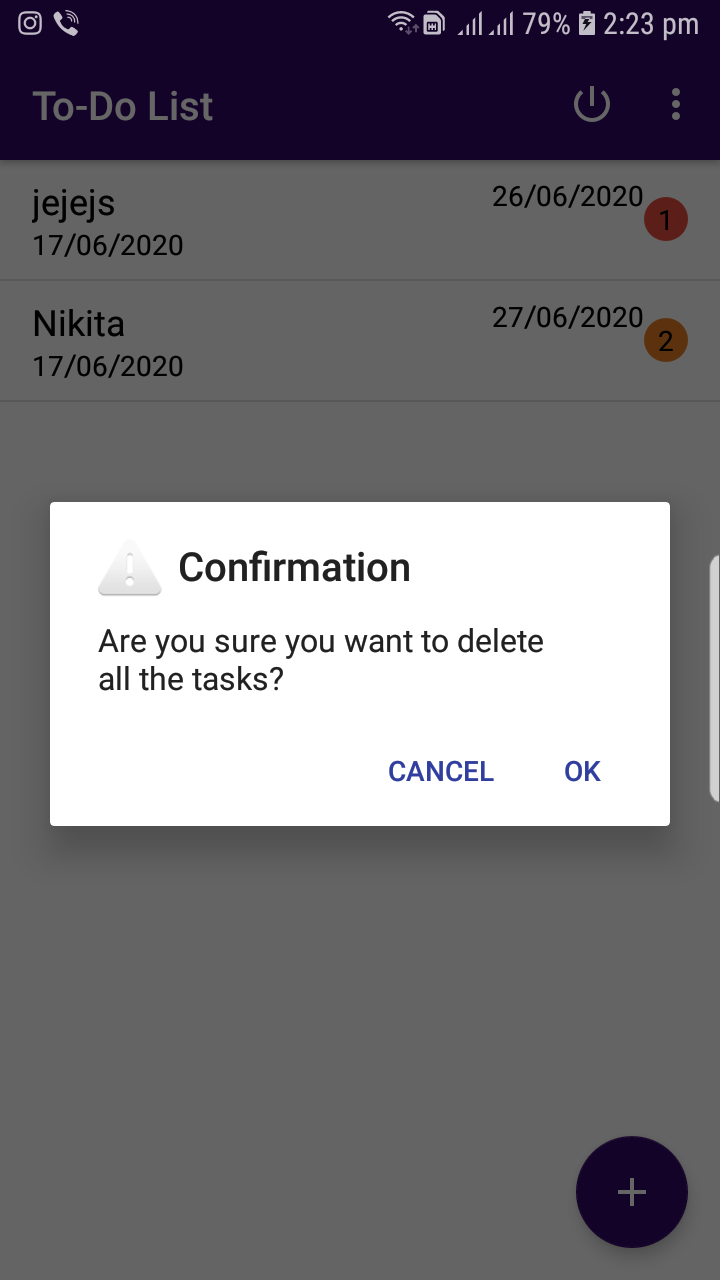 79% 2:23 pm
To-Do List
jejejs 26/06/2020 1
17/06/2020
Nikita 27/06/2020 2
17/06/2020
Confirmation
Are you sure you want to delete
all the tasks?
CANCEL OK